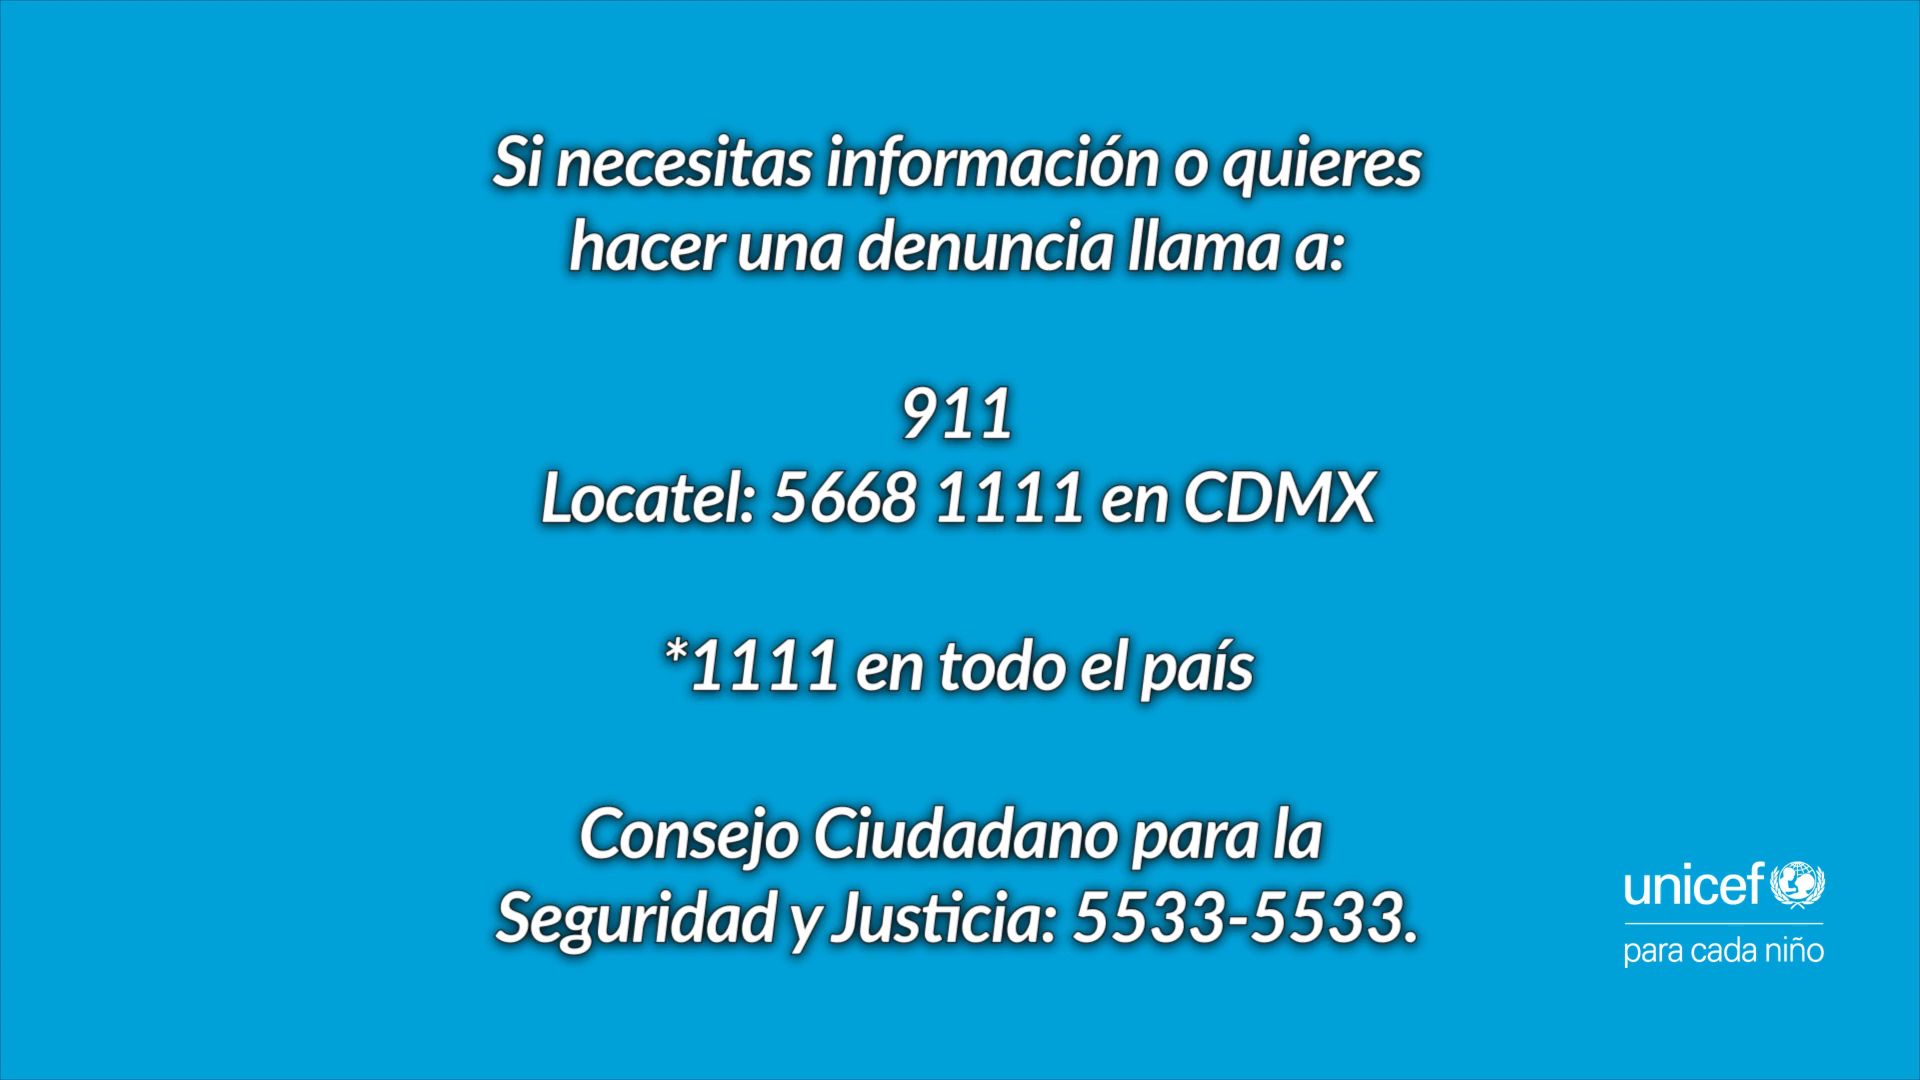 Si necesitas información o quieres
hacer una denuncia llama a:
911
Locatel: 5668 1111 en CDMX
*1111 en todo el país
Consejo Ciudadano para la
Seguridad y Justicia: 5533-5533.
unicef
para cada niño